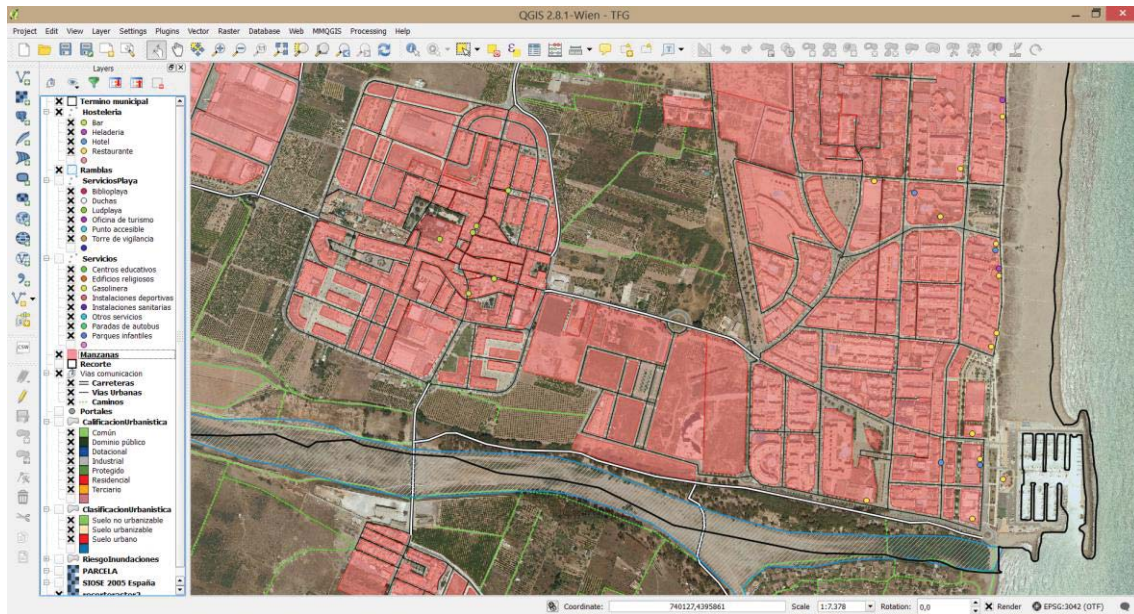 QGIS 2.8.1-Wien - TFG
Project Edit View Layer Settings Plugins Vector Raster Database Web MMQGIS Processing Help
Layers
Termino municipal
Hosteleria
Bar
Heladeria
Hotel
Restaurante
Ramblas
ServiciosPlaya
Biblioplaya
Duchas
Ludplaya
Oficina de turismo
Punto accesible
Torre de vigilancia
Servicios
Centros educativos
Edificios religiosos
Gasolinera
Instalaciones deportivas
Instalaciones sanitarias
Otros servicios
Paradas de autobus
Parques infantiles
Manzanas
Recorte
Vias comunicacion
Carreteras
Vias Urbanas
Caminos
Portales
CalificacionUrbanistica
Común
Dominio público
Dotacional
Industrial
Protegido
Residencial
Terciario
ClasificacionUrbanistica
Suelo no urbanizable
Suelo urbanizable
Suelo urbano
RiesgoInundaciones
PARCELA
SIOSE 2005 España
Coordinate: 740127,4395861 Scale 1:7.378 Rotation: 0,0 Render EPSG:3042 (OTF)